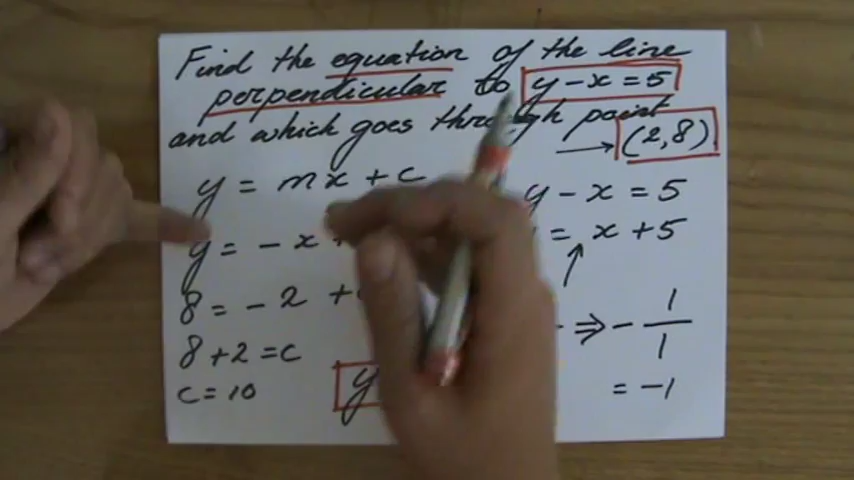 Find the equation of the line
perpendicular to y - x = 5
and which goes through point
→ (2,8)
y = mx + c
y = - x +
8 = - 2 +
8 + 2 = c
c = 10
y
y - x = 5
= x + 5
⇒ - 1/1
= -1